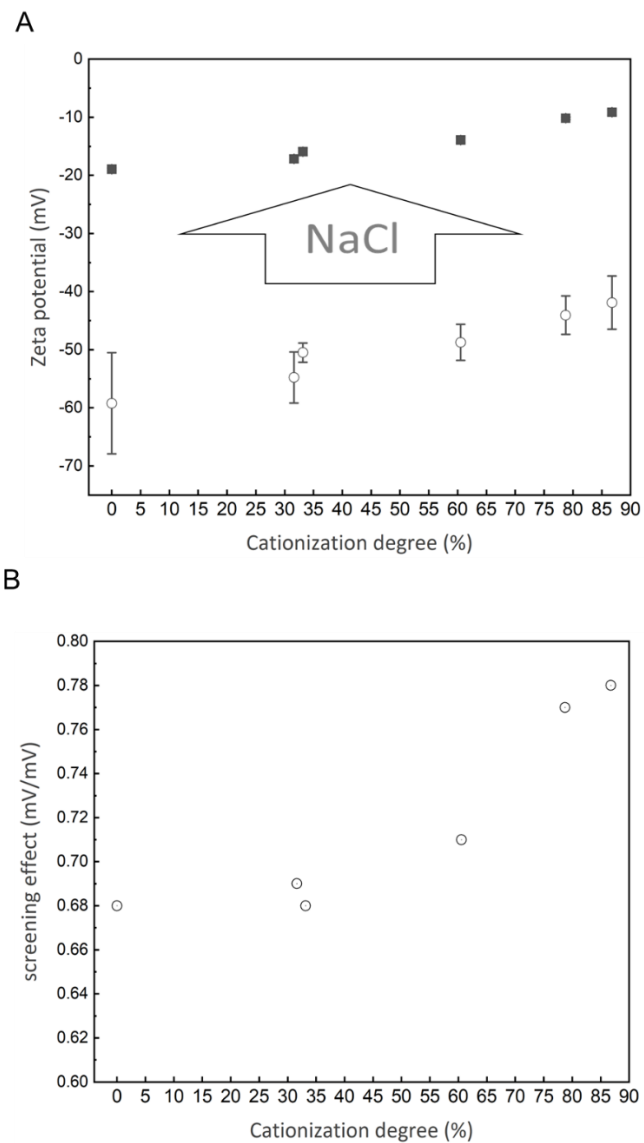 A
0
-10
-20
-30
-40
-50
-60
-70
Zeta potential (mV)
NaCl
0 5 10 15 20 25 30 35 40 45 50 55 60 65 70 75 80 85 90
Cationization degree (%)
B
0.80
0.78
0.76
0.74
0.72
0.70
0.68
0.66
0.64
0.62
0.60
screening effect (mV/mV)
0 5 10 15 20 25 30 35 40 45 50 55 60 65 70 75 80 85 90
Cationization degree (%)